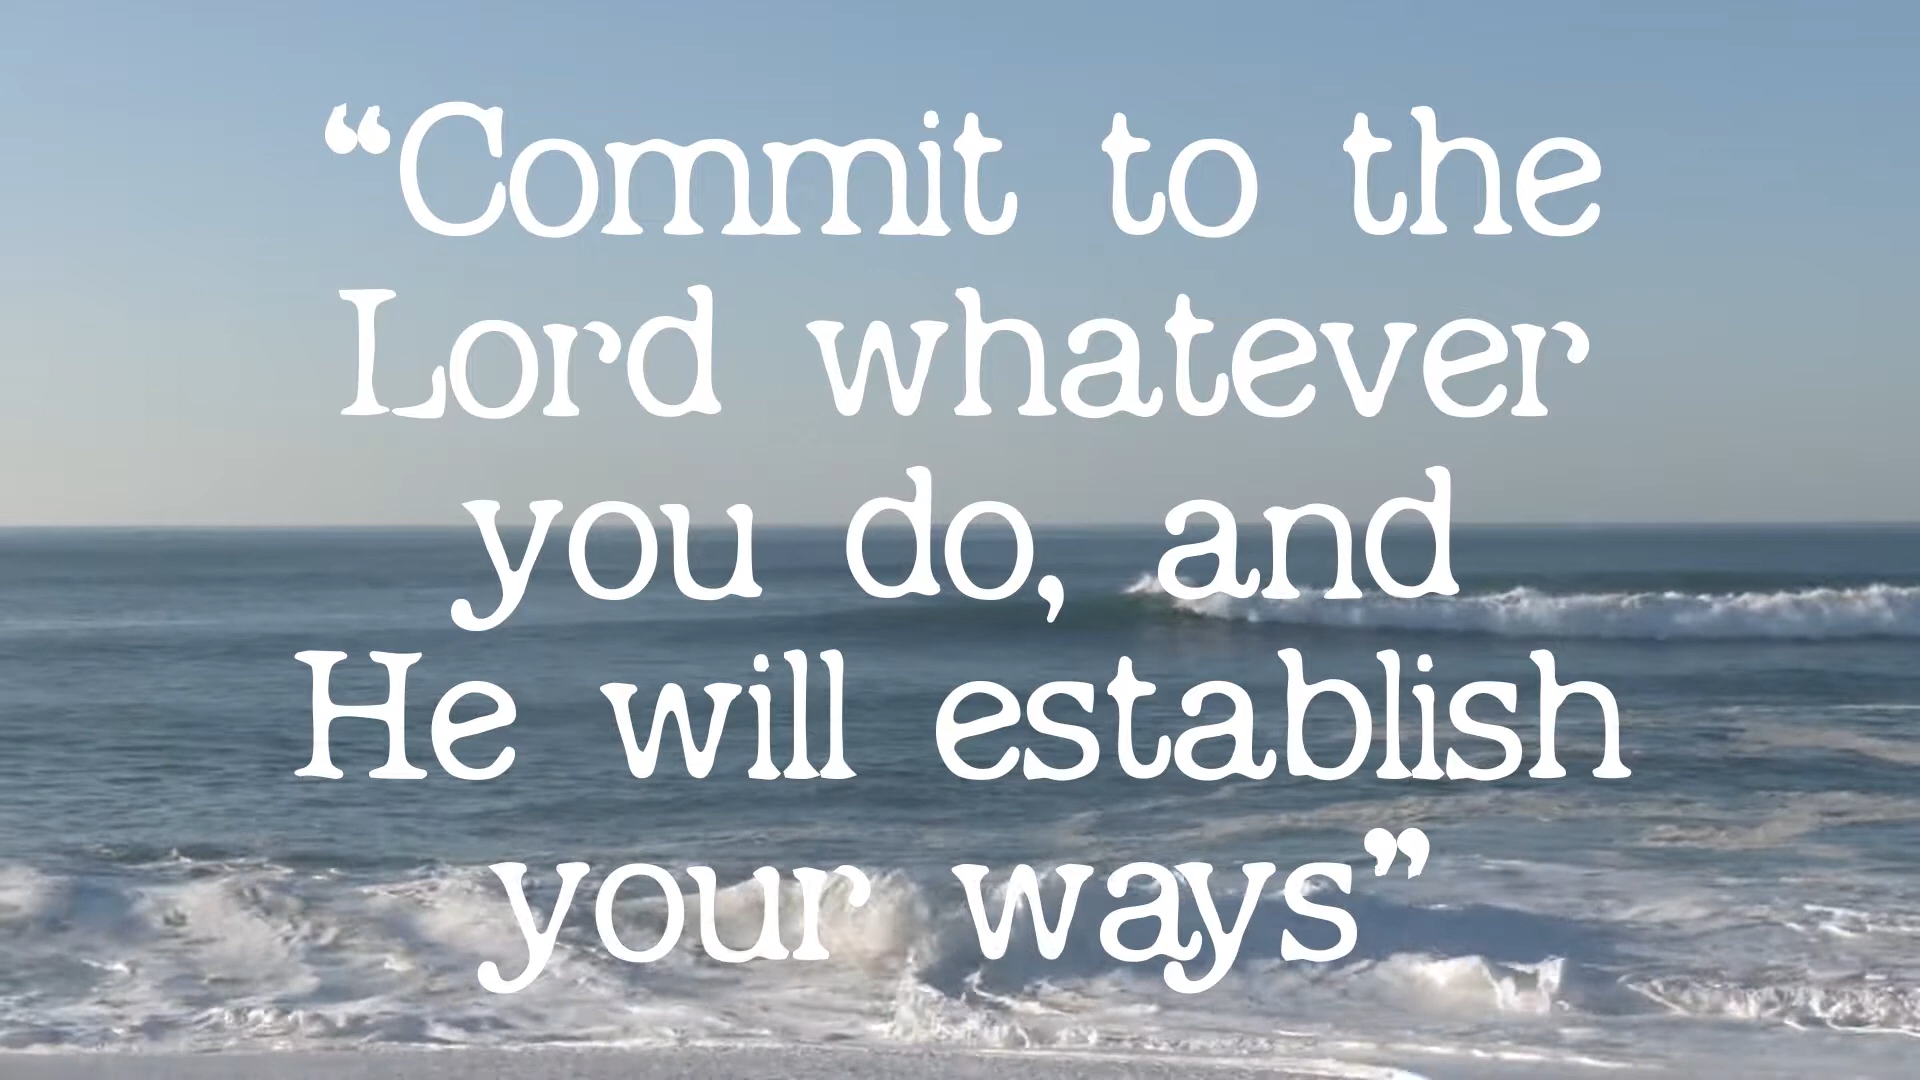 “Commit to the
Lord whatever
you do, and
He will establish
your ways”